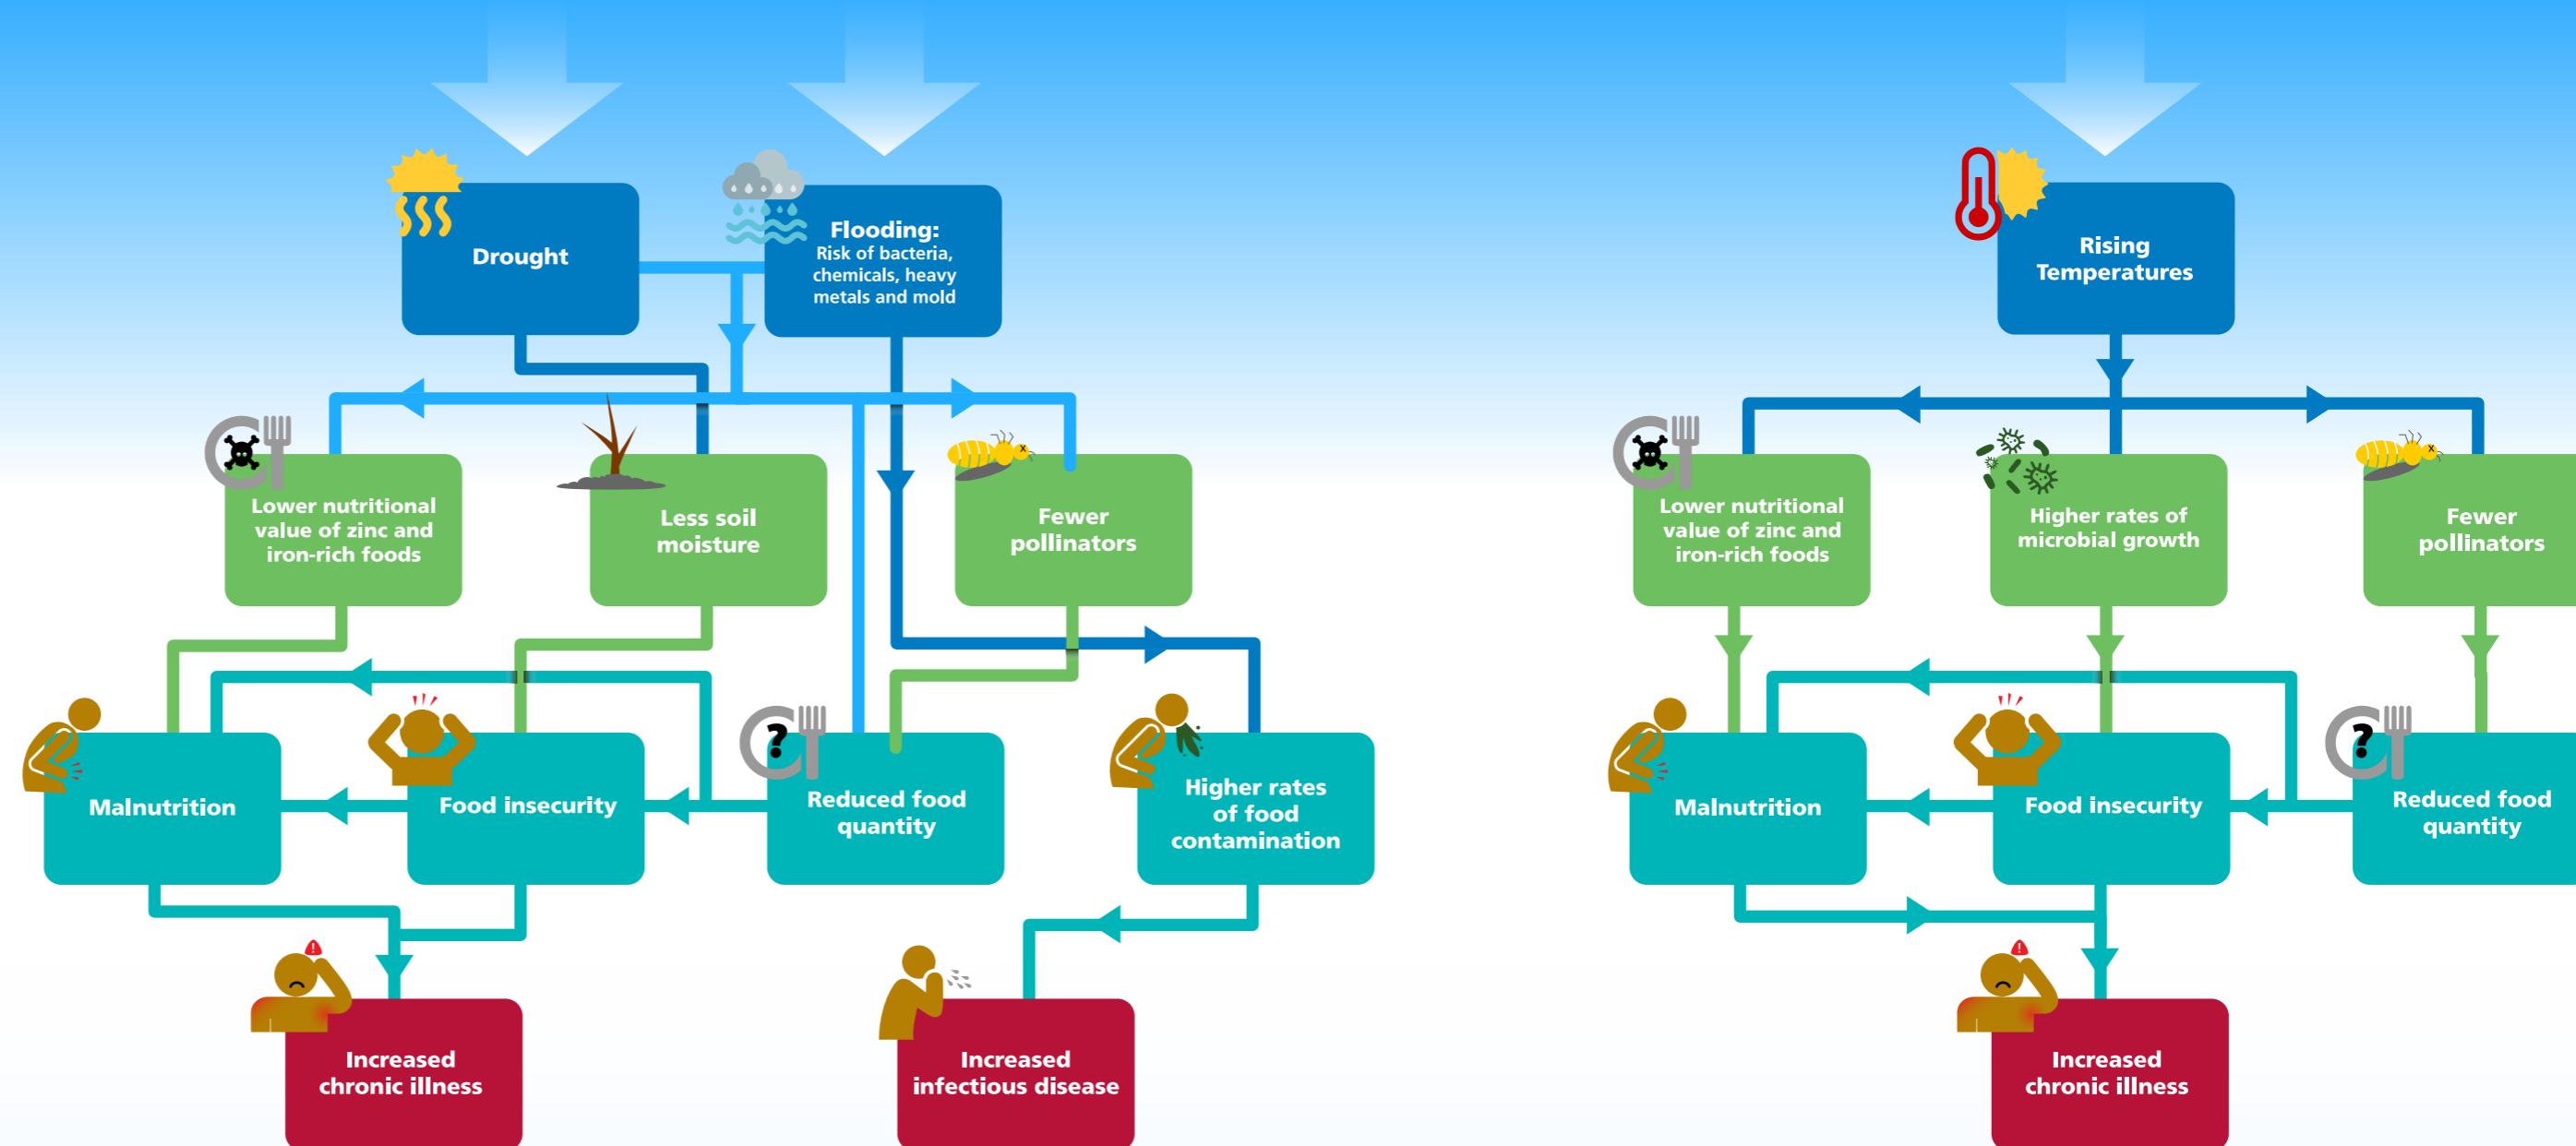 Drought
Flooding:
Risk of bacteria,
chemicals, heavy
metals and mold
Rising
Temperatures
Lower nutritional
value of zinc and
iron-rich foods
Less soil
moisture
Fewer
pollinators
Lower nutritional
value of zinc and
iron-rich foods
Higher rates of
microbial growth
Fewer
pollinators
Malnutrition
Food insecurity
?
Reduced food
quantity
Higher rates
of food
contamination
Malnutrition
Food insecurity
?
Reduced food
quantity
!
Increased
chronic illness
Increased
infectious disease
!
Increased
chronic illness